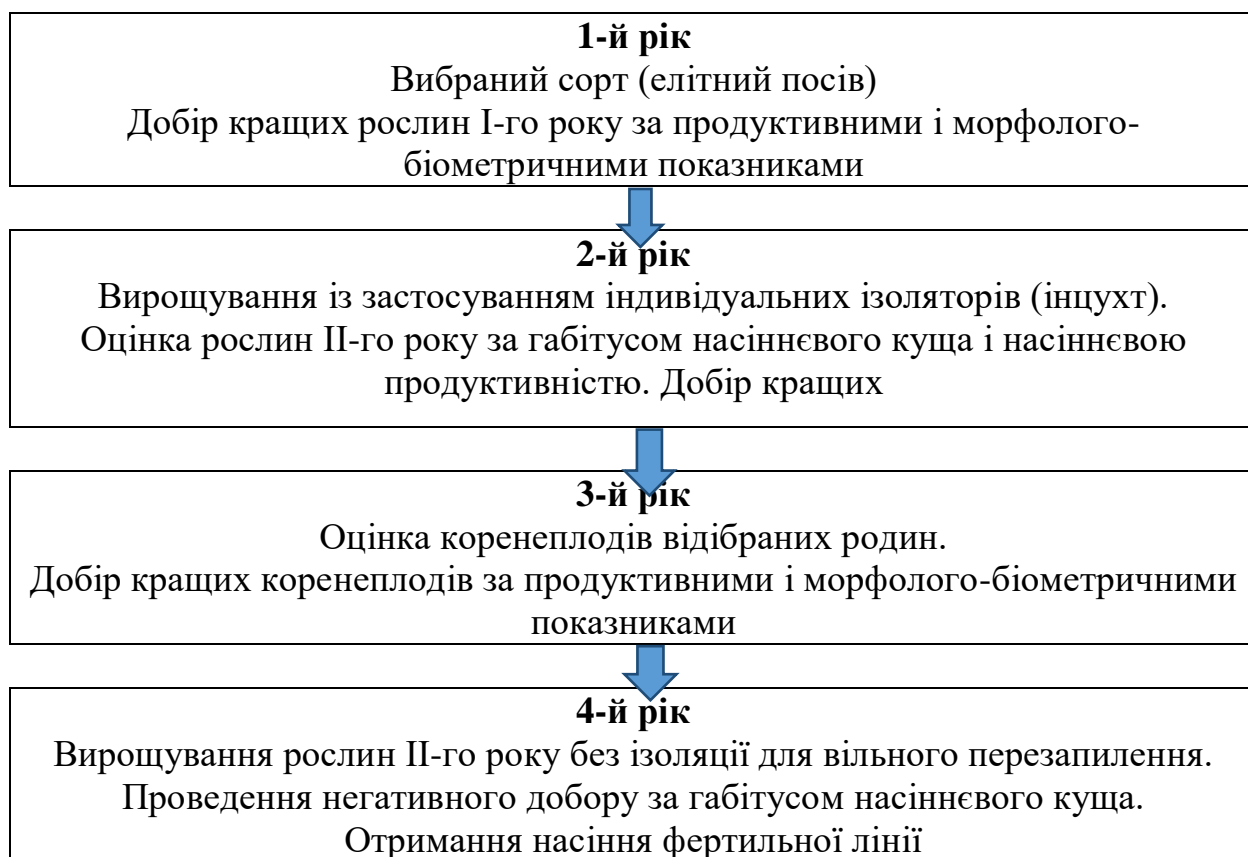 1-й рік
Вибраний сорт (елітний посів)
Добір кращих рослин І-го року за продуктивними і морфолого-
біометричними показниками
2-й рік
Вирощування із застосуванням індивідуальних ізоляторів (інцухт).
Оцінка рослин ІІ-го року за габітусом насіннєвого куща і насіннєвою
продуктивністю. Добір кращих
3-й рік
Оцінка коренеплодів відібраних родин.
Добір кращих коренеплодів за продуктивними і морфолого-біометричними
показниками
4-й рік
Вирощування рослин ІІ-го року без ізоляції для вільного перезапилення.
Проведення негативного добору за габітусом насіннєвого куща.
Отримання насіння фертильної лінії